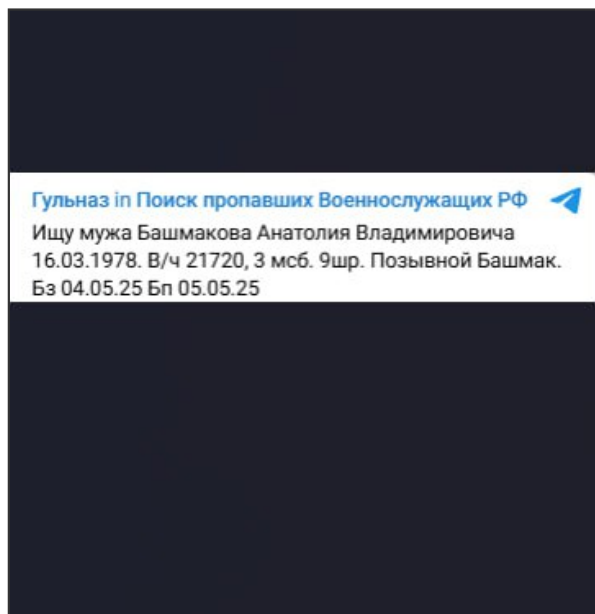 Гульназ in Поиск пропавших Военнослужащих РФ
Ищу мужа Башмакова Анатолия Владимировича
16.03.1978. В/ч 21720, 3 мсб. 9шр. Позывной Башмак.
Бз 04.05.25 Бп 05.05.25